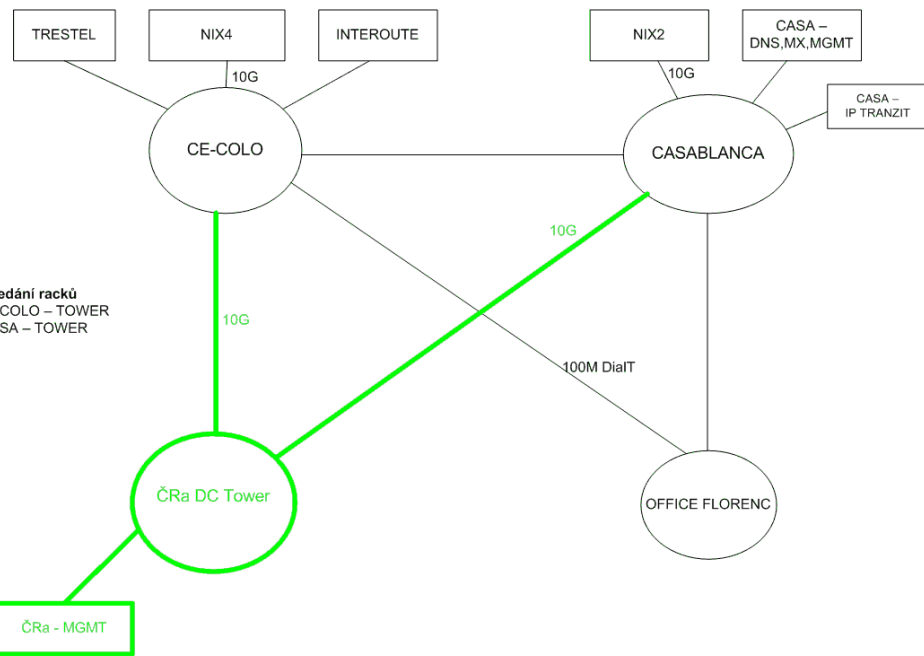 TRESTEL
NIX4
INTEROUTE
NIX2
CASA –
DNS,MX,MGMT
10G
10G
CASA –
IP TRANZIT
CE-COLO
CASABLANCA
10G
edání racků
COLO – TOWER
SA – TOWER
10G
100M DialT
ČRa DC Tower
OFFICE FLORENC
ČRa - MGMT